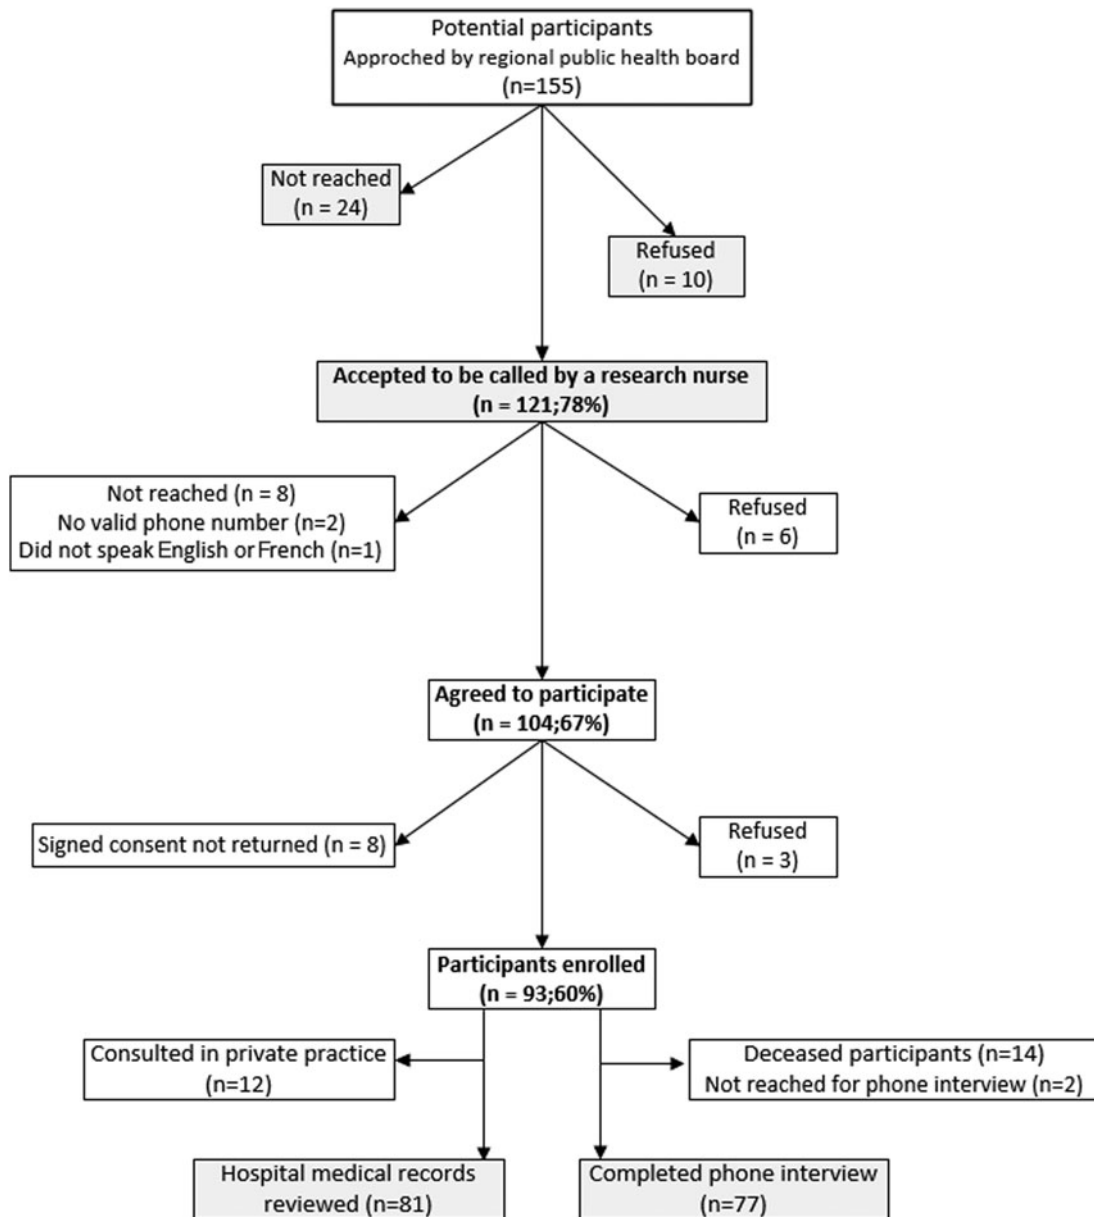 Potential participants
Approched by regional public health board
(n=155)
Not reached
(n = 24)
Refused
(n = 10)
Accepted to be called by a research nurse
(n = 121;78%)
Not reached (n = 8)
No valid phone number (n=2)
Did not speak English or French (n=1)
Refused
(n = 6)
Agreed to participate
(n = 104;67%)
Signed consent not returned (n = 8)
Refused
(n = 3)
Participants enrolled
(n = 93;60%)
Consulted in private practice
(n=12)
Deceased participants (n=14)
Not reached for phone interview (n=2)
Hospital medical records
reviewed (n=81)
Completed phone interview
(n=77)